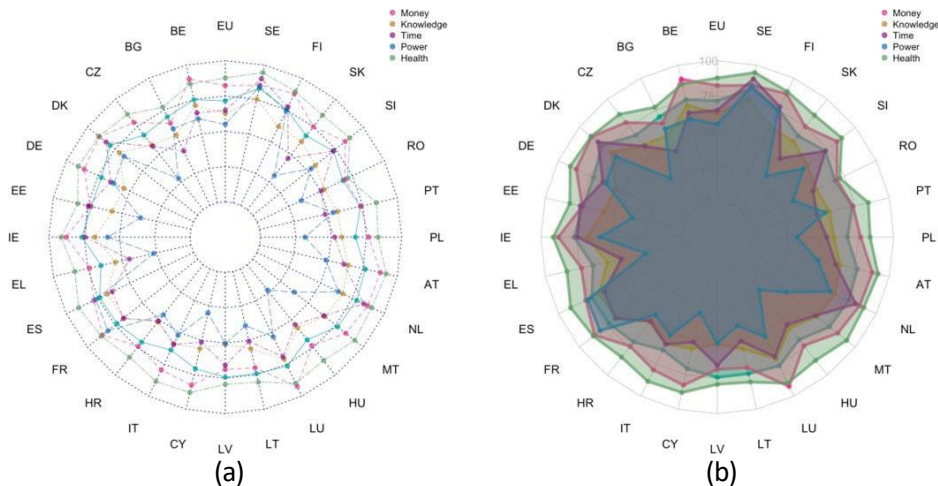 Money
Knowledge
Time
Power
Health
EU
SE
FI
SK
SI
RO
PT
PL
AT
NL
MT
HU
LU
LT
LV
CY
IT
HR
FR
ES
EL
IE
EE
DE
DK
CZ
BG
BE
(a)
Money
Knowledge
Time
Power
Health
100
75
EU
SE
FI
SK
SI
RO
PT
PL
AT
NL
MT
HU
LU
LT
LV
CY
IT
HR
FR
ES
EL
IE
EE
DE
DK
CZ
BG
BE
(b)